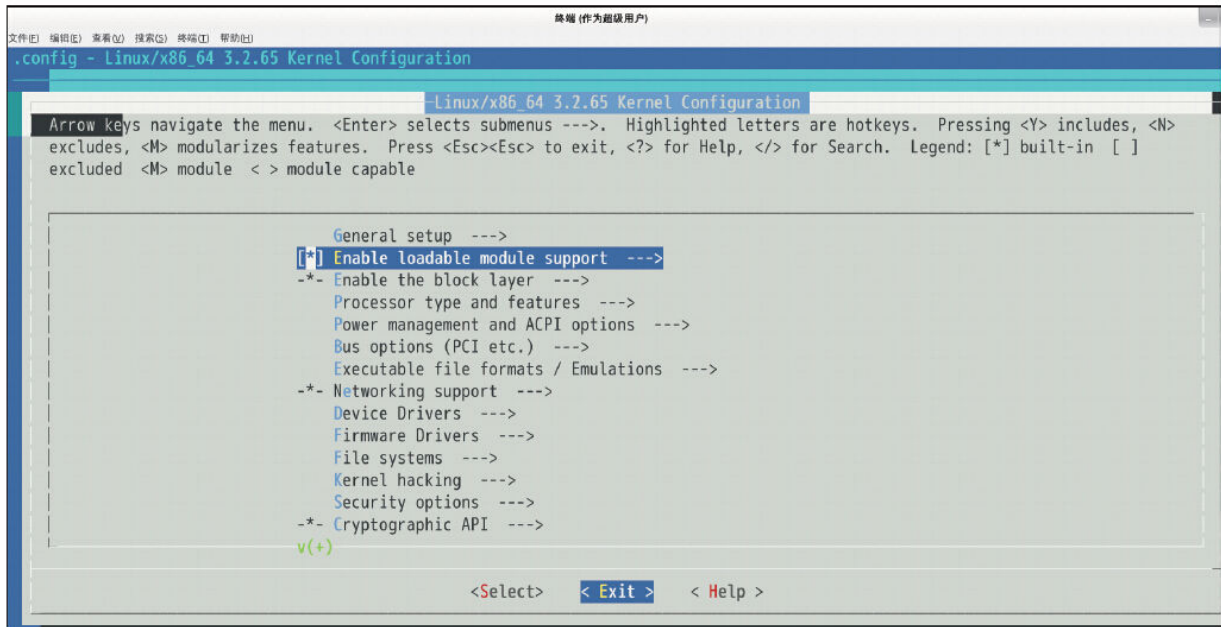 终端 (作为超级用户)
文件(F) 编辑(E) 查看(V) 搜索(S) 终端(T) 帮助(H)
.config - Linux/x86_64 3.2.65 Kernel Configuration
Linux/x86_64 3.2.65 Kernel Configuration
Arrow keys navigate the menu. <Enter> selects submenus --->. Highlighted letters are hotkeys. Pressing <Y> includes, <N>
excludes, <M> modularizes features. Press <Esc><Esc> to exit, <?> for Help, </> for Search. Legend: [*] built-in [ ]
excluded <M> module < > module capable
General setup --->
[*] Enable loadable module support --->
-*- Enable the block layer --->
Processor type and features --->
Power management and ACPI options --->
Bus options (PCI etc.) --->
Executable file formats / Emulations --->
-*- Networking support --->
Device Drivers --->
Firmware Drivers --->
File systems --->
Kernel hacking --->
Security options --->
-*- Cryptographic API --->
v(+)
<Select> < Exit > < Help >